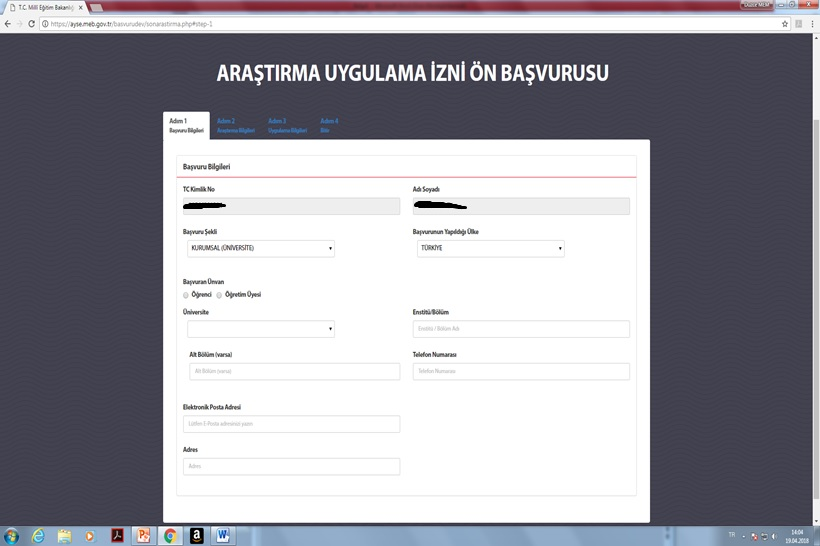 T.C. Milli Eğitim Bakanlığ
https://ayse.meb.gov.tr/basvurudev/sonarastirma.php#step-1
ARAŞTIRMA UYGULAMA İZNİ ÖN BAŞVURUSU
Adım 1 Adım 2 Adım 3 Adım 4
Başvuru Bilgileri Araştırma Bilgileri Uygulama Bilgileri
Başvuru Bilgileri
TC Kimlik No Adı Soyadı
Başvuru Şekli Başvurunun Yapıldığı Ülke
KURUMSAL (ÜNİVERSİTE) TÜRKİYE
Başvuran Ünvan
Öğrenci Öğretim Üyesi
Üniversite Enstitü/Bölüm
Enstitü / Bölüm Adı
Alt Bölüm (varsa) Telefon Numarası
Alt Bölüm (varsa) Telefon Numarası
Elektronik Posta Adresi
Lütfen E-Posta adresinizi yazın
Adres
Adres
TR
14:04
19.04.2018